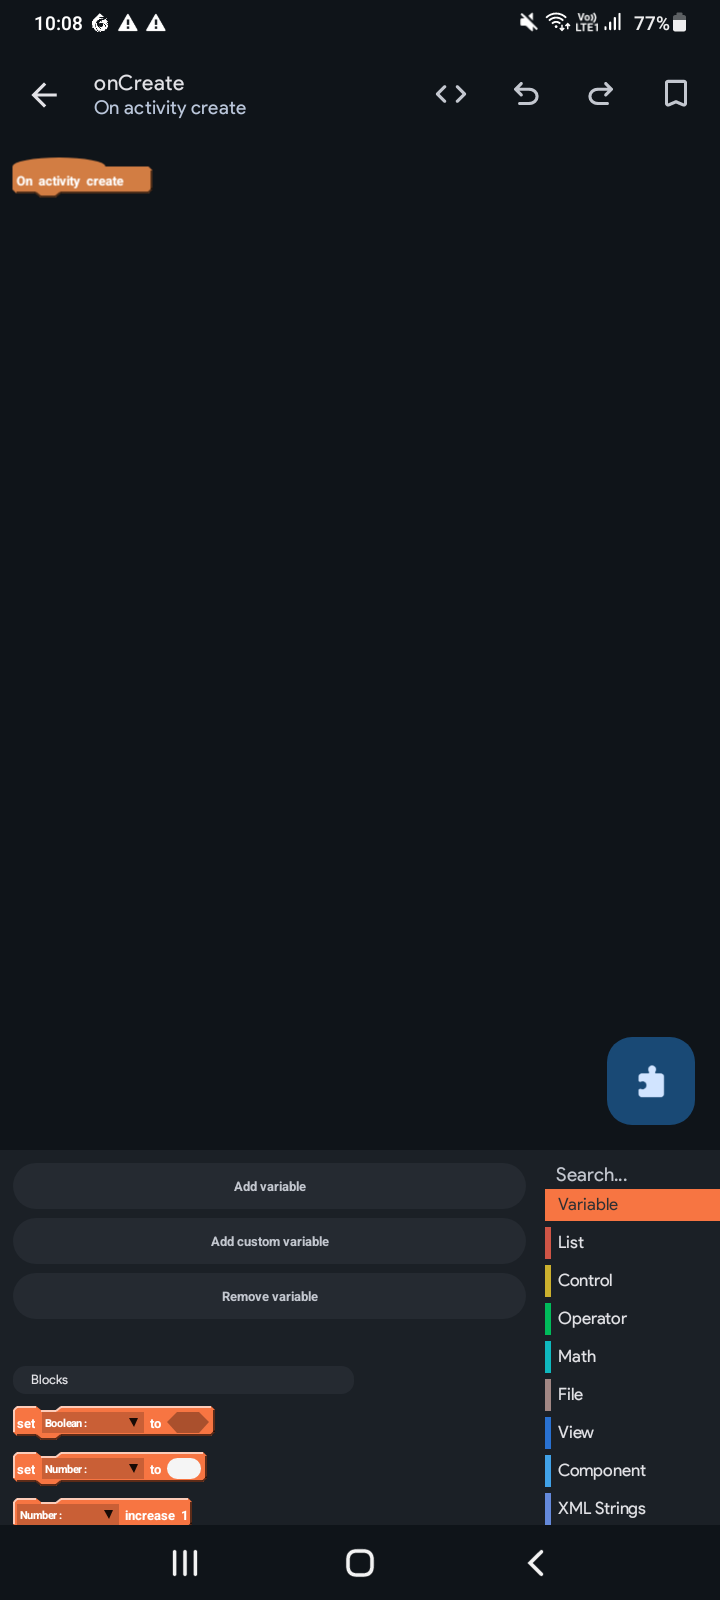 10:08
Vo)) LTE1
77%
onCreate
On activity create
On activity create
Add variable
Add custom variable
Remove variable
Blocks
set Boolean : to
set Number : to
Number : increase 1
Search...
Variable
List
Control
Operator
Math
File
View
Component
XML Strings